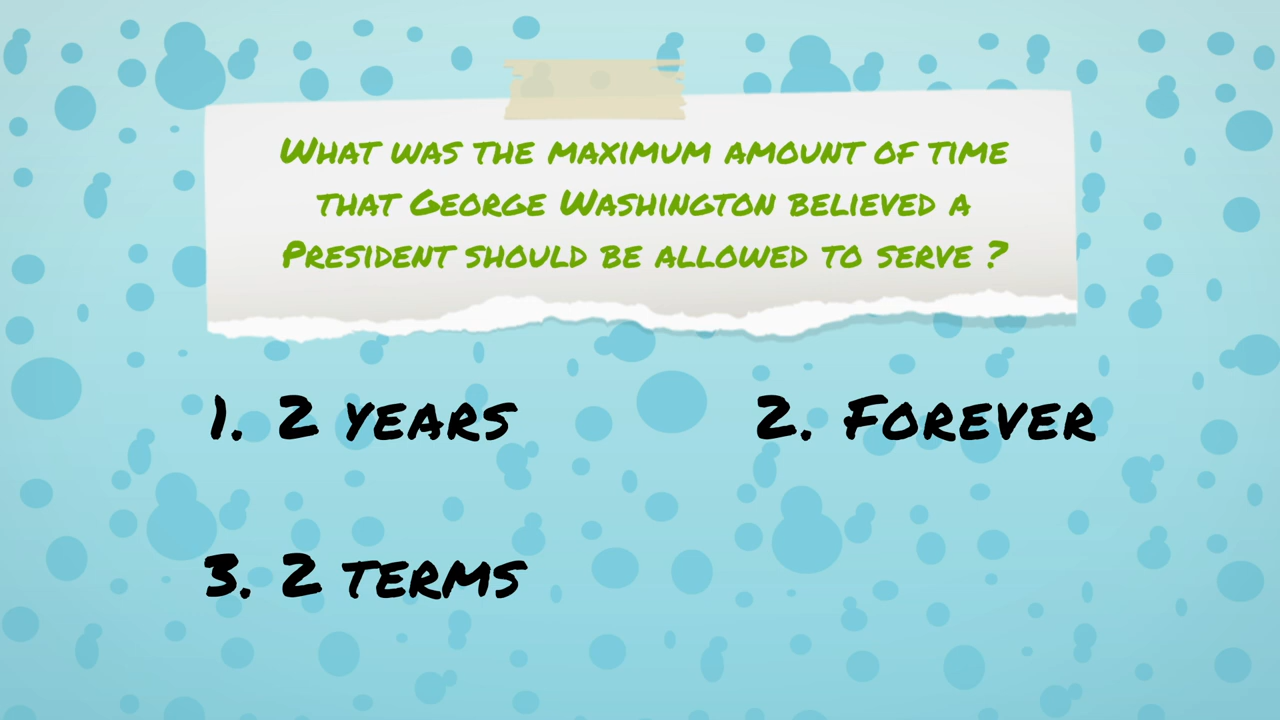 What was the maximum amount of time
that George Washington believed a
President should be allowed to serve ?
1. 2 years
2. Forever
3. 2 terms